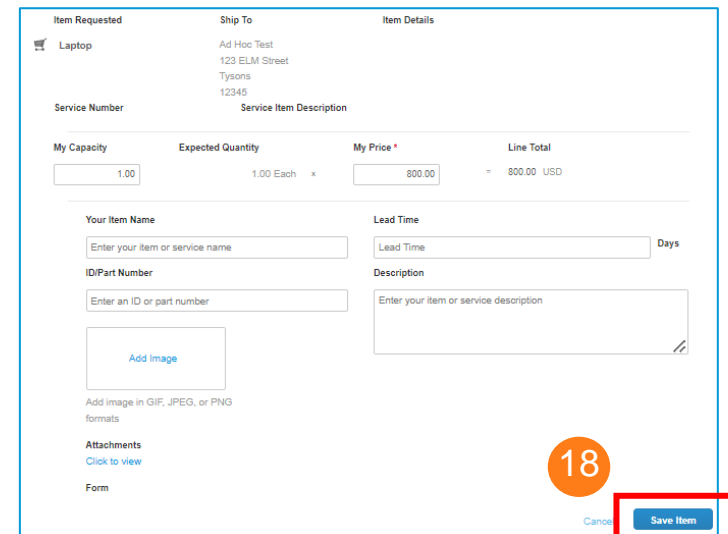 Item Requested Ship To Item Details
Laptop Ad Hoc Test
123 ELM Street
Tysons
12345
Service Number Service Item Description
My Capacity Expected Quantity My Price * Line Total
1.00 1.00 Each x 800.00 = 800.00 USD
Your Item Name Lead Time
Enter your item or service name Lead Time Days
ID/Part Number Description
Enter an ID or part number Enter your item or service description
Add Image
Add image in GIF, JPEG, or PNG
formats
Attachments
Click to view
18
Form
Cancel Save Item